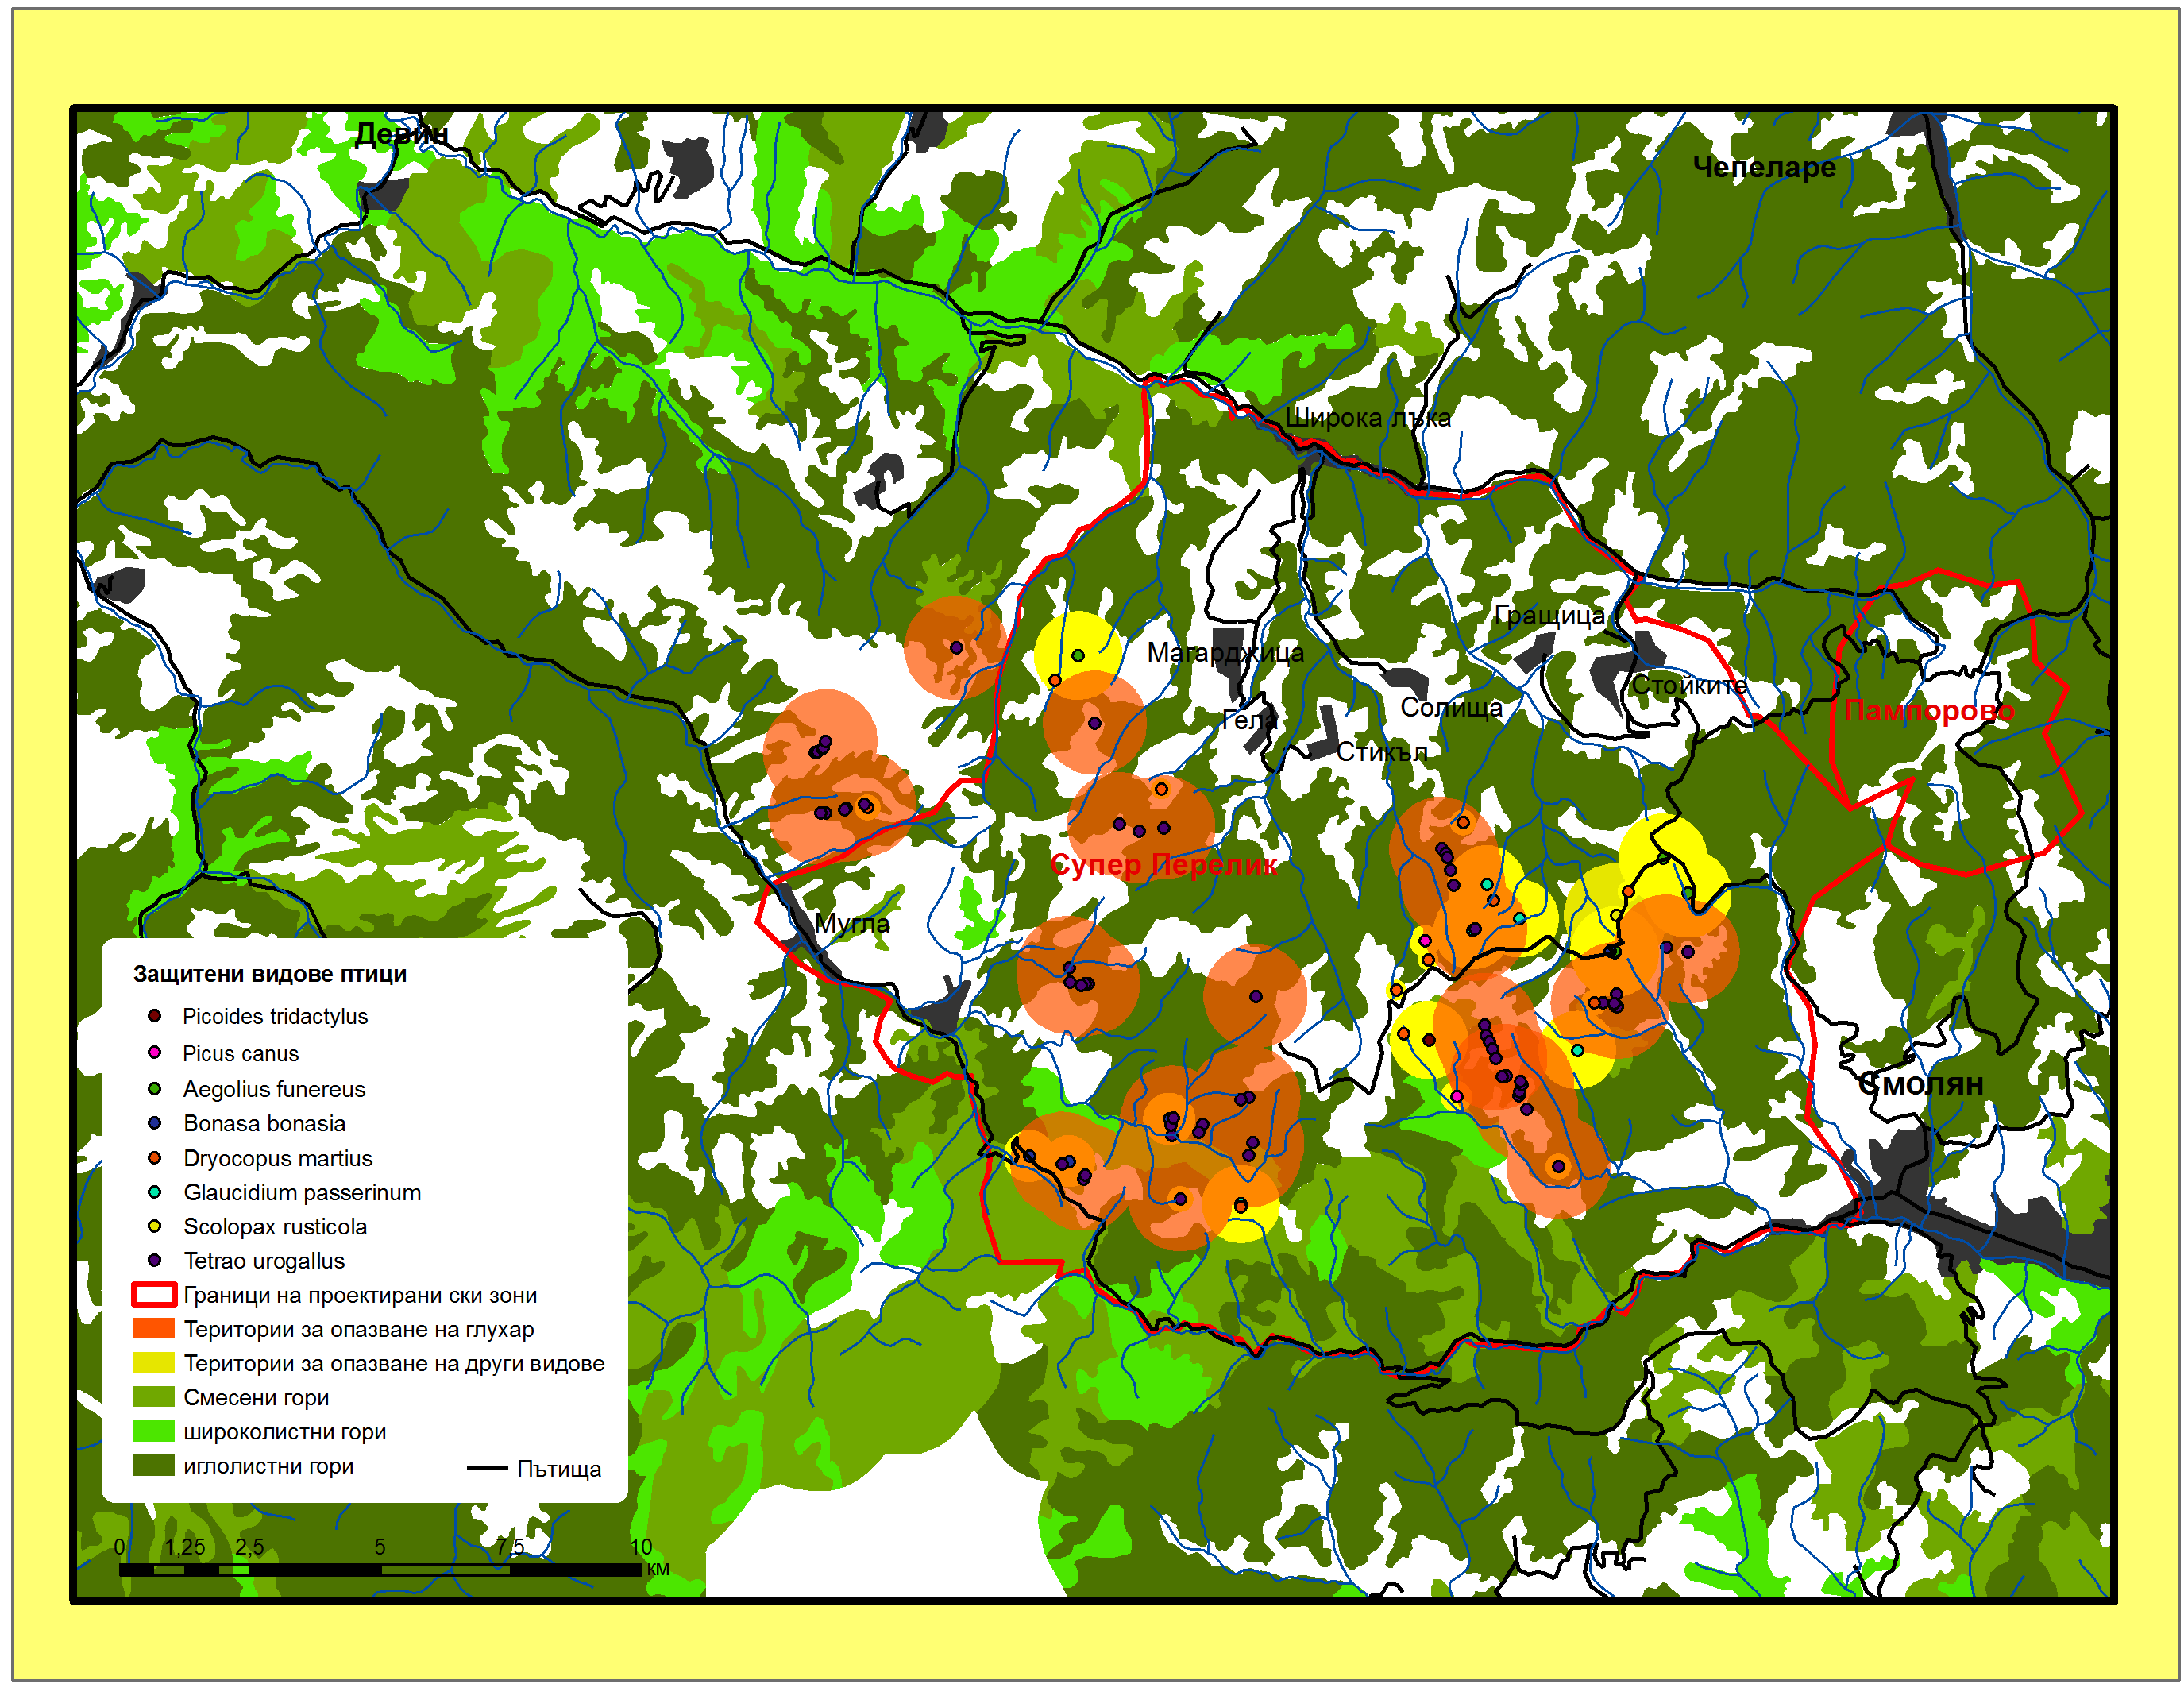 Девин
Чепеларе
Широка лъка
Гращица
Магарджица
Стойките
Солища
Пампорово
Гела
Стикъл
Супер Перелик
Мугла
Смолян
Защитени видове птици
Picoides tridactylus
Picus canus
Aegolius funereus
Bonasa bonasia
Dryocopus martius
Glaucidium passerinum
Scolopax rusticola
Tetrao urogallus
Граници на проектирани ски зони
Територии за опазване на глухар
Територии за опазване на други видове
Смесени гори
широколистни гори
иглолистни гори
Пътища
0 1,25 2,5 5 7,5 10
км